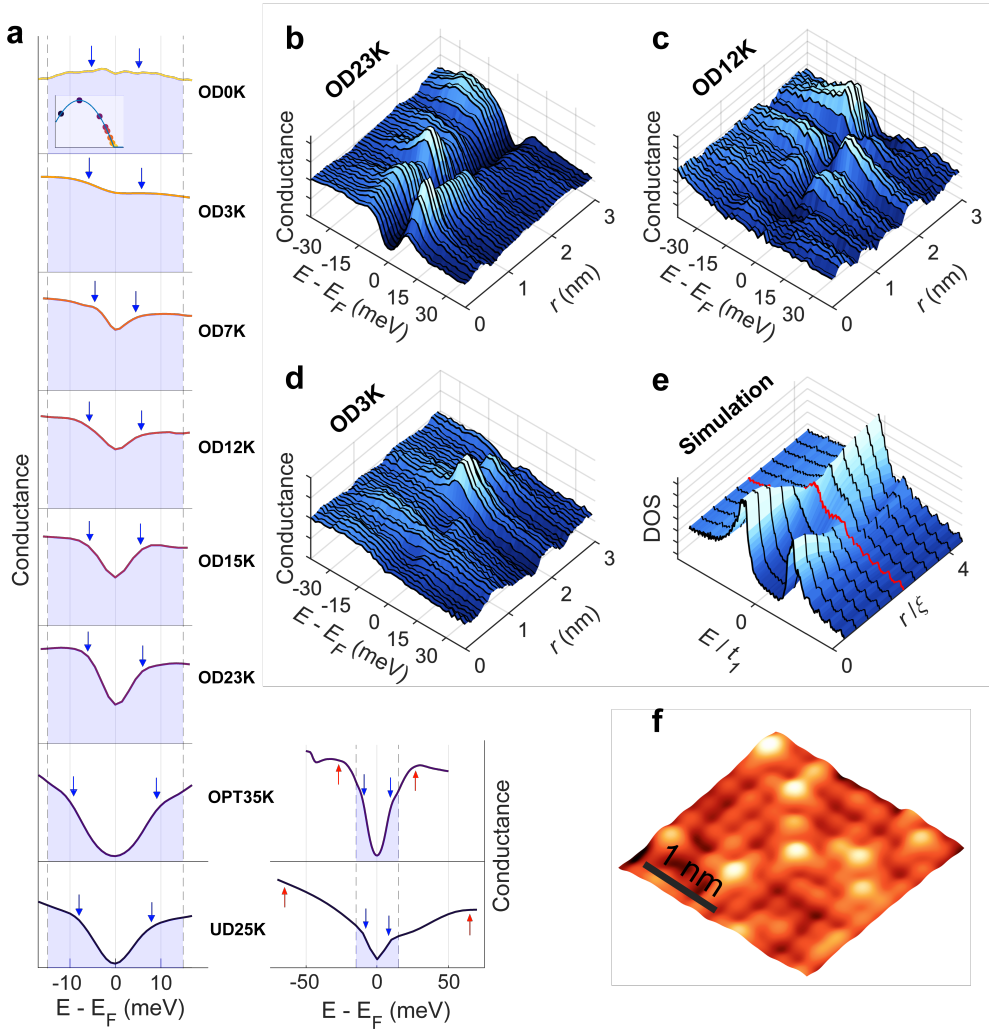 a
OD0K
OD3K
OD7K
OD12K
OD15K
OD23K
OPT35K
UD25K
Conductance
-10 0 10
E - E_F (meV)
Conductance
-50 0 50
E - E_F (meV)
b
OD23K
Conductance
-30 -15 0 15 30
E - E_F (meV)
0 1 2 3
r (nm)
c
OD12K
Conductance
-30 -15 0 15 30
E - E_F (meV)
0 1 2 3
r (nm)
d
OD3K
Conductance
-30 -15 0 15 30
E - E_F (meV)
0 1 2 3
r (nm)
e
Simulation
DOS
0
E / t_1
0 4
r / ξ
f
1 nm